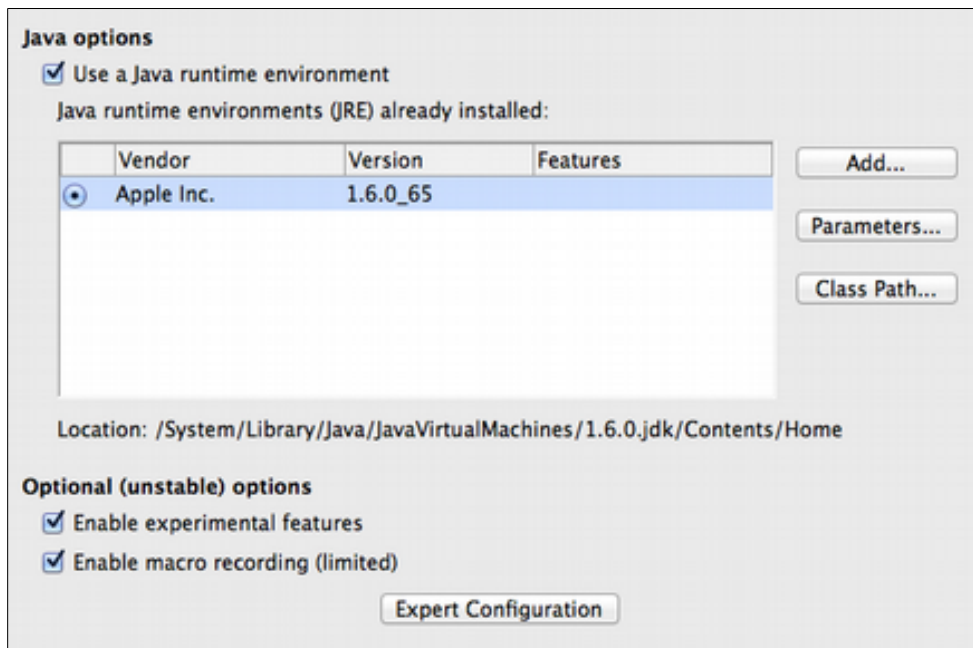 Java options
Use a Java runtime environment
Java runtime environments (JRE) already installed:
Vendor Version Features
Add...
Apple Inc. 1.6.0_65
Parameters...
Class Path...
Location: /System/Library/Java/JavaVirtualMachines/1.6.0.jdk/Contents/Home
Optional (unstable) options
Enable experimental features
Enable macro recording (limited)
Expert Configuration